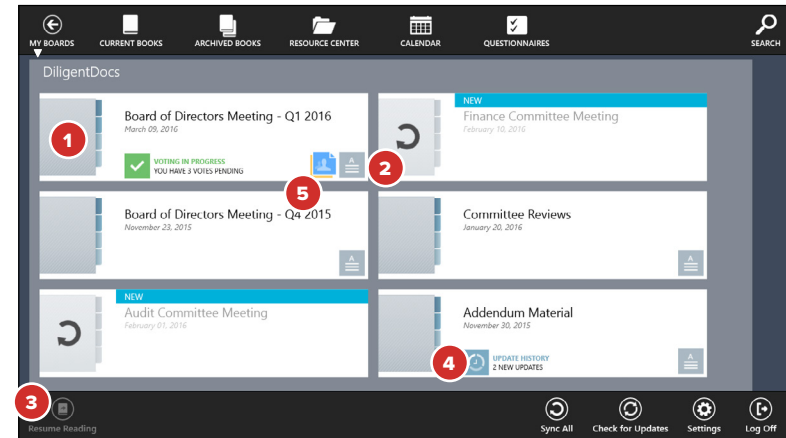 MY BOARDS
CURRENT BOOKS
ARCHIVED BOOKS
RESOURCE CENTER
CALENDAR
QUESTIONNAIRES
SEARCH
DiligentDocs
Board of Directors Meeting - Q1 2016
March 09, 2016
VOTING IN PROGRESS
YOU HAVE 3 VOTES PENDING
1
5
2
NEW
Finance Committee Meeting
February 10, 2016
Board of Directors Meeting - Q4 2015
November 23, 2015
A
Committee Reviews
January 20, 2016
A
NEW
Audit Committee Meeting
February 01, 2016
Addendum Material
November 30, 2015
4
UPDATE HISTORY
2 NEW UPDATES
A
3
Resume Reading
Sync All
Check for Updates
Settings
Log Off